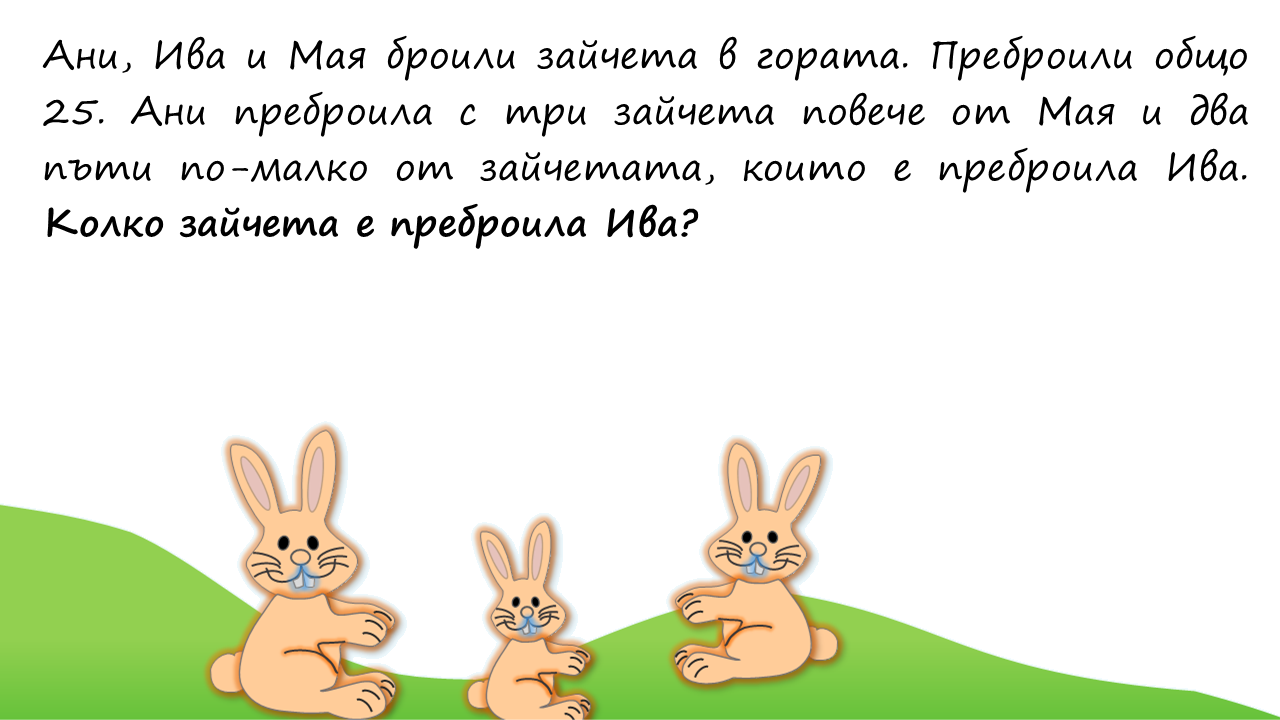 Ани, Ива и Мая броили зайчета в гората. Преброили общо
25. Ани преброила с три зайчета повече от Мая и два
пъти по-малко от зайчетата, които е преброила Ива.
Колко зайчета е преброила Ива?